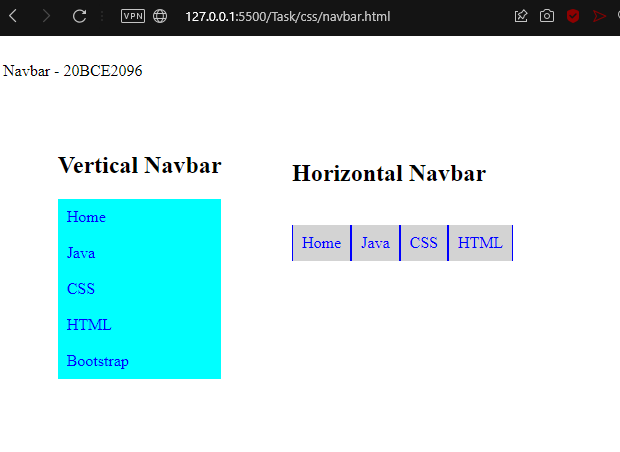 VPN 127.0.0.1:5500/Task/css/navbar.html
Navbar - 20BCE2096
Vertical Navbar
Home
Java
CSS
HTML
Bootstrap
Horizontal Navbar
Home Java CSS HTML